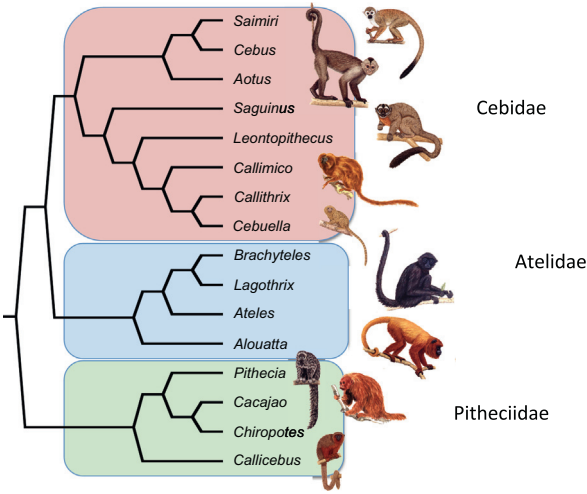 Saimiri
Cebus
Aotus
Saguinus
Cebidae
Leontopithecus
Callimico
Callithrix
Cebuella
Brachyteles
Atelidae
Lagothrix
Ateles
Alouatta
Pithecia
Cacajao
Pitheciidae
Chiropotes
Callicebus